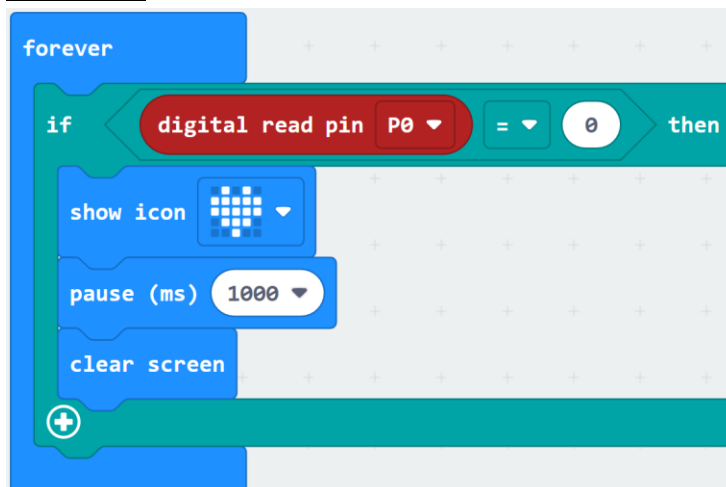 forever
if digital read pin P0 = 0 then
show icon
pause (ms) 1000
clear screen